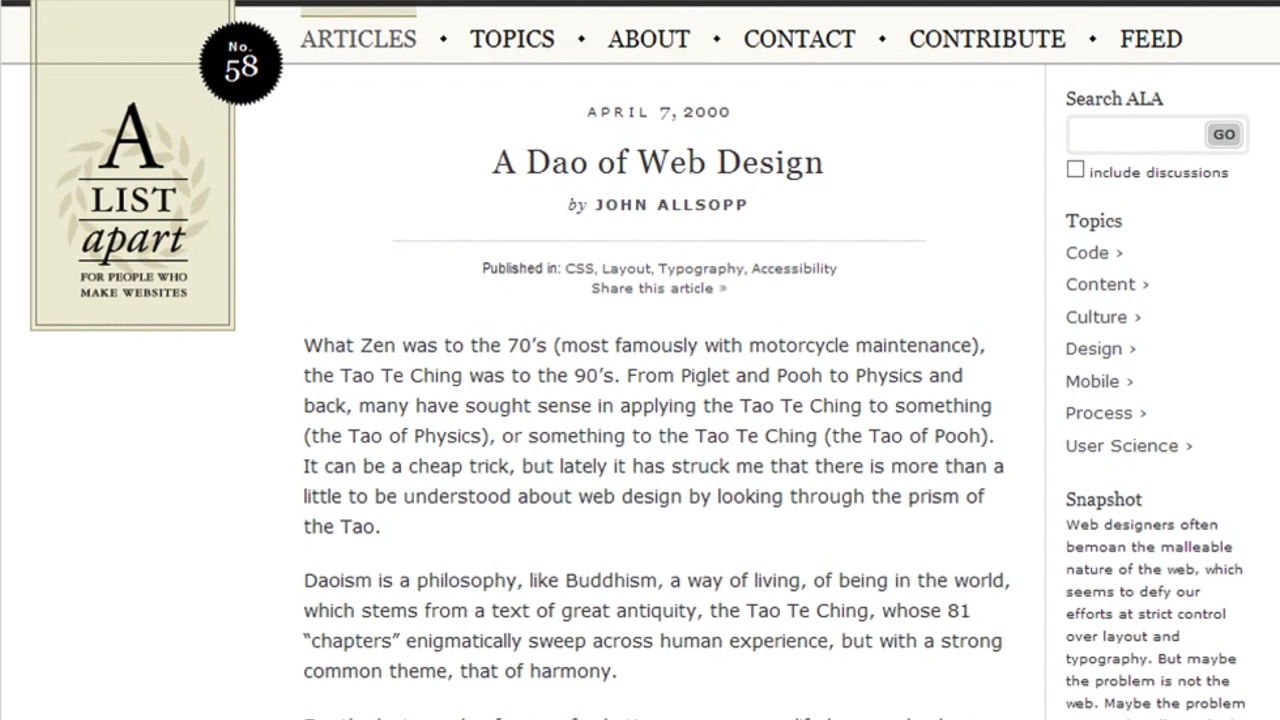 ARTICLES • TOPICS • ABOUT • CONTACT • CONTRIBUTE • FEED
No.
58
A
LIST
apart
FOR PEOPLE WHO
MAKE WEBSITES
APRIL 7, 2000
A Dao of Web Design
by JOHN ALLSOPP
Published in: CSS, Layout, Typography, Accessibility
Share this article »
What Zen was to the 70’s (most famously with motorcycle maintenance),
the Tao Te Ching was to the 90’s. From Piglet and Pooh to Physics and
back, many have sought sense in applying the Tao Te Ching to something
(the Tao of Physics), or something to the Tao Te Ching (the Tao of Pooh).
It can be a cheap trick, but lately it has struck me that there is more than a
little to be understood about web design by looking through the prism of
the Tao.
Daoism is a philosophy, like Buddhism, a way of living, of being in the world,
which stems from a text of great antiquity, the Tao Te Ching, whose 81
“chapters” enigmatically sweep across human experience, but with a strong
common theme, that of harmony.
Search ALA
GO
include discussions
Topics
Code ›
Content ›
Culture ›
Design ›
Mobile ›
Process ›
User Science ›
Snapshot
Web designers often
bemoan the malleable
nature of the web, which
seems to defy our
efforts at strict control
over layout and
typography. But maybe
the problem is not the
web. Maybe the problem